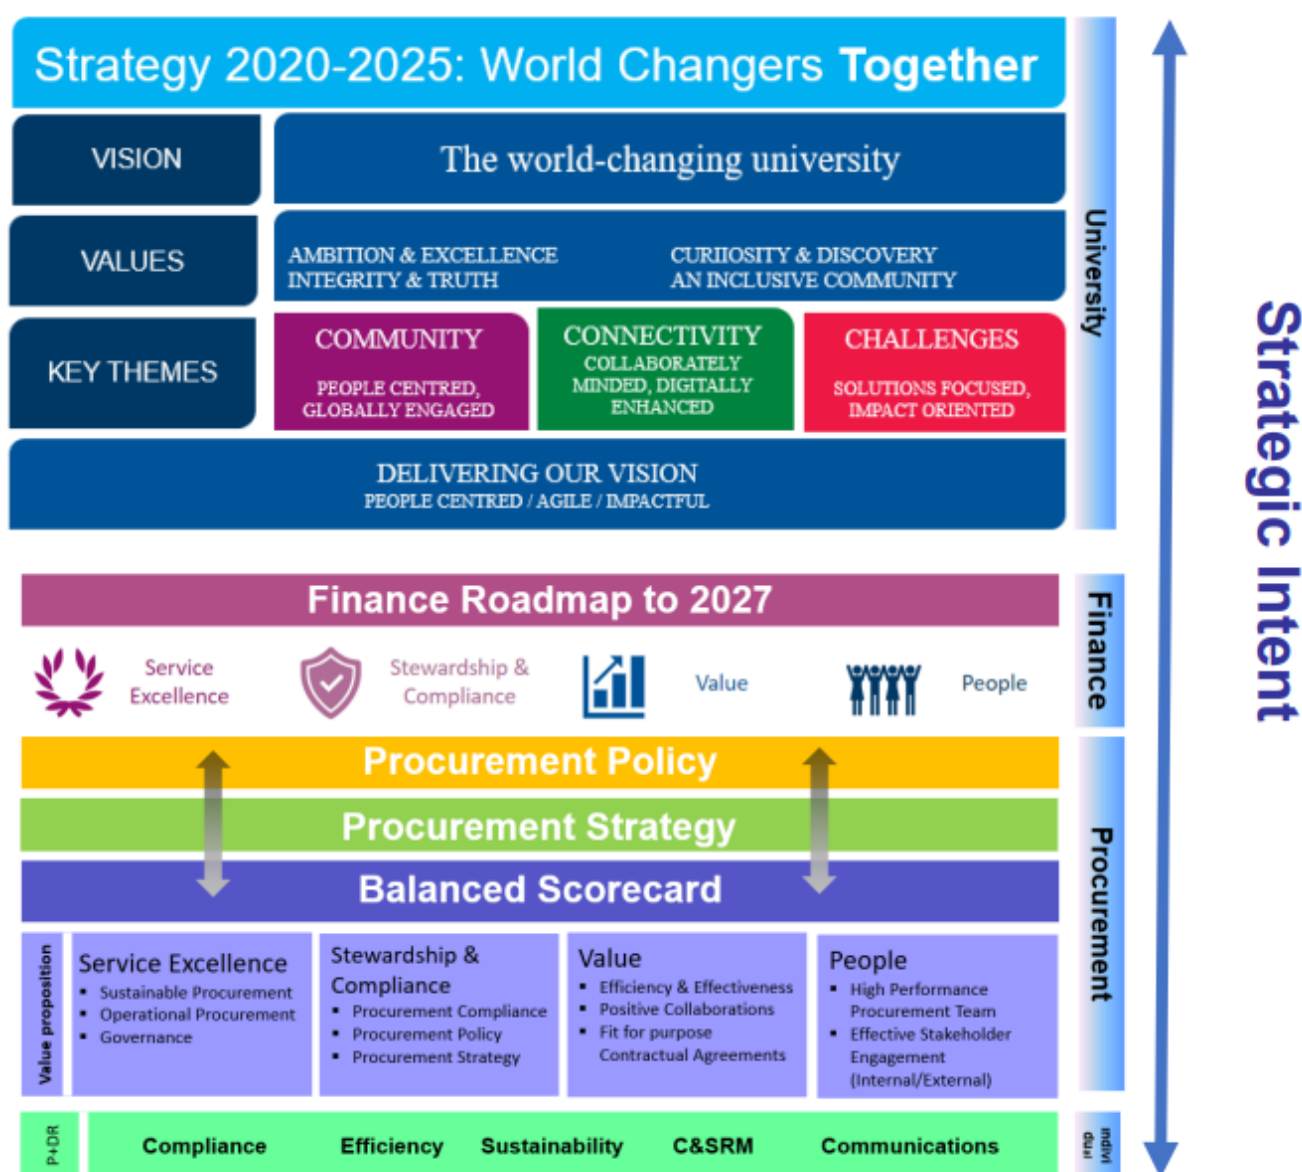 Strategy 2020-2025: World Changers Together
VISION
The world-changing university
VALUES
AMBITION & EXCELLENCE
INTEGRITY & TRUTH
CURIIOSITY & DISCOVERY
AN INCLUSIVE COMMUNITY
KEY THEMES
COMMUNITY
PEOPLE CENTRED,
GLOBALLY ENGAGED
CONNECTIVITY
COLLABORATELY
MINDED, DIGITALLY
ENHANCED
CHALLENGES
SOLUTIONS FOCUSED,
IMPACT ORIENTED
DELIVERING OUR VISION
PEOPLE CENTRED / AGILE / IMPACTFUL
University
Strategic Intent
Finance Roadmap to 2027
Service
Excellence
Stewardship &
Compliance
Value
People
Finance
Procurement Policy
Procurement Strategy
Balanced Scorecard
Procurement
Value proposition
Service Excellence
▪ Sustainable Procurement
▪ Operational Procurement
▪ Governance
Stewardship &
Compliance
▪ Procurement Compliance
▪ Procurement Policy
▪ Procurement Strategy
Value
▪ Efficiency & Effectiveness
▪ Positive Collaborations
▪ Fit for purpose
Contractual Agreements
People
▪ High Performance
Procurement Team
▪ Effective Stakeholder
Engagement
(Internal/External)
P+DR
Compliance
Efficiency
Sustainability
C&SRM
Communications
Indivi
dual